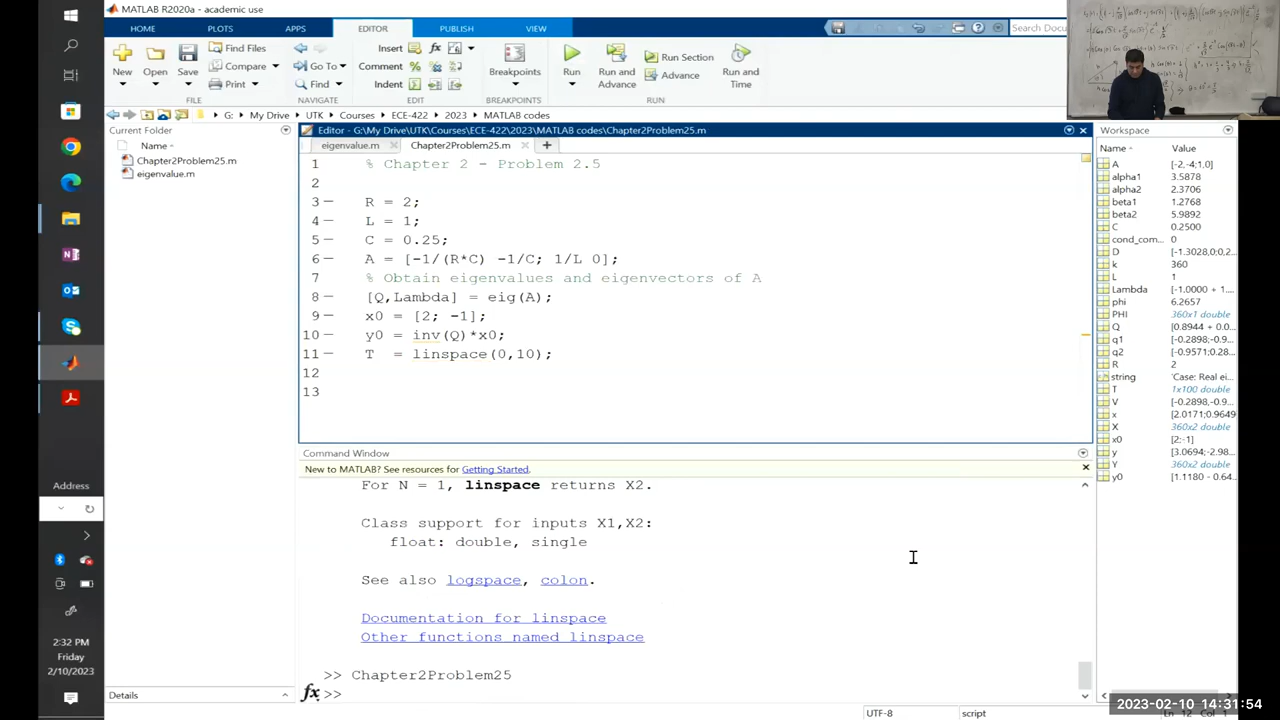 MATLAB R2020a - academic use
HOME PLOTS APPS EDITOR PUBLISH VIEW
Search Docum
New Open Save Find Files Compare Print
Go To Find
Insert fx
Comment %
Indent
Breakpoints Run Run and Advance Run Section Advance Run and Time
FILE NAVIGATE EDIT BREAKPOINTS RUN
G: My Drive UTK Courses ECE-422 2023 MATLAB codes
Current Folder
Name
Chapter2Problem25.m
eigenvalue.m
Details
Editor - G:\My Drive\UTK\Courses\ECE-422\2023\MATLAB codes\Chapter2Problem25.m
eigenvalue.m Chapter2Problem25.m
1 % Chapter 2 - Problem 2.5
2
3 R = 2;
4 L = 1;
5 C = 0.25;
6 A = [-1/(R*C) -1/C; 1/L 0];
7 % Obtain eigenvalues and eigenvectors of A
8 [Q,Lambda] = eig(A);
9 x0 = [2; -1];
10 y0 = inv(Q)*x0;
11 T = linspace(0,10);
12
13
Command Window
New to MATLAB? See resources for Getting Started.
For N = 1, linspace returns X2.
Class support for inputs X1,X2:
float: double, single
See also logspace, colon.
Documentation for linspace
Other functions named linspace
>> Chapter2Problem25
fx >>
Workspace
Name Value
A [-2,-4;1,0]
alpha1 3.5878
alpha2 2.3706
beta1 1.2768
beta2 5.9892
C 0.2500
cond_com... 0
D [-1.3028,0;0,2...
k 360
L 1
Lambda [-1.0000 + 1....
phi 6.2657
PHI 360x1 double
Q [0.8944 + 0.0...
q1 [-0.2898;-0.9...
q2 [-0.9571;0.28...
R 2
string 'Case: Real ei...
T 1x100 double
V [-0.2898,-0.9...
x [2.0171;0.9649
X 360x2 double
x0 [2;-1]
y [3.0694;-2.98...
Y 360x2 double
y0 [1.1180 - 0.64...
Address
2:32 PM
Friday
2/10/2023
UTF-8 script Ln 12 Col 1
2023-02-10 14:31:54